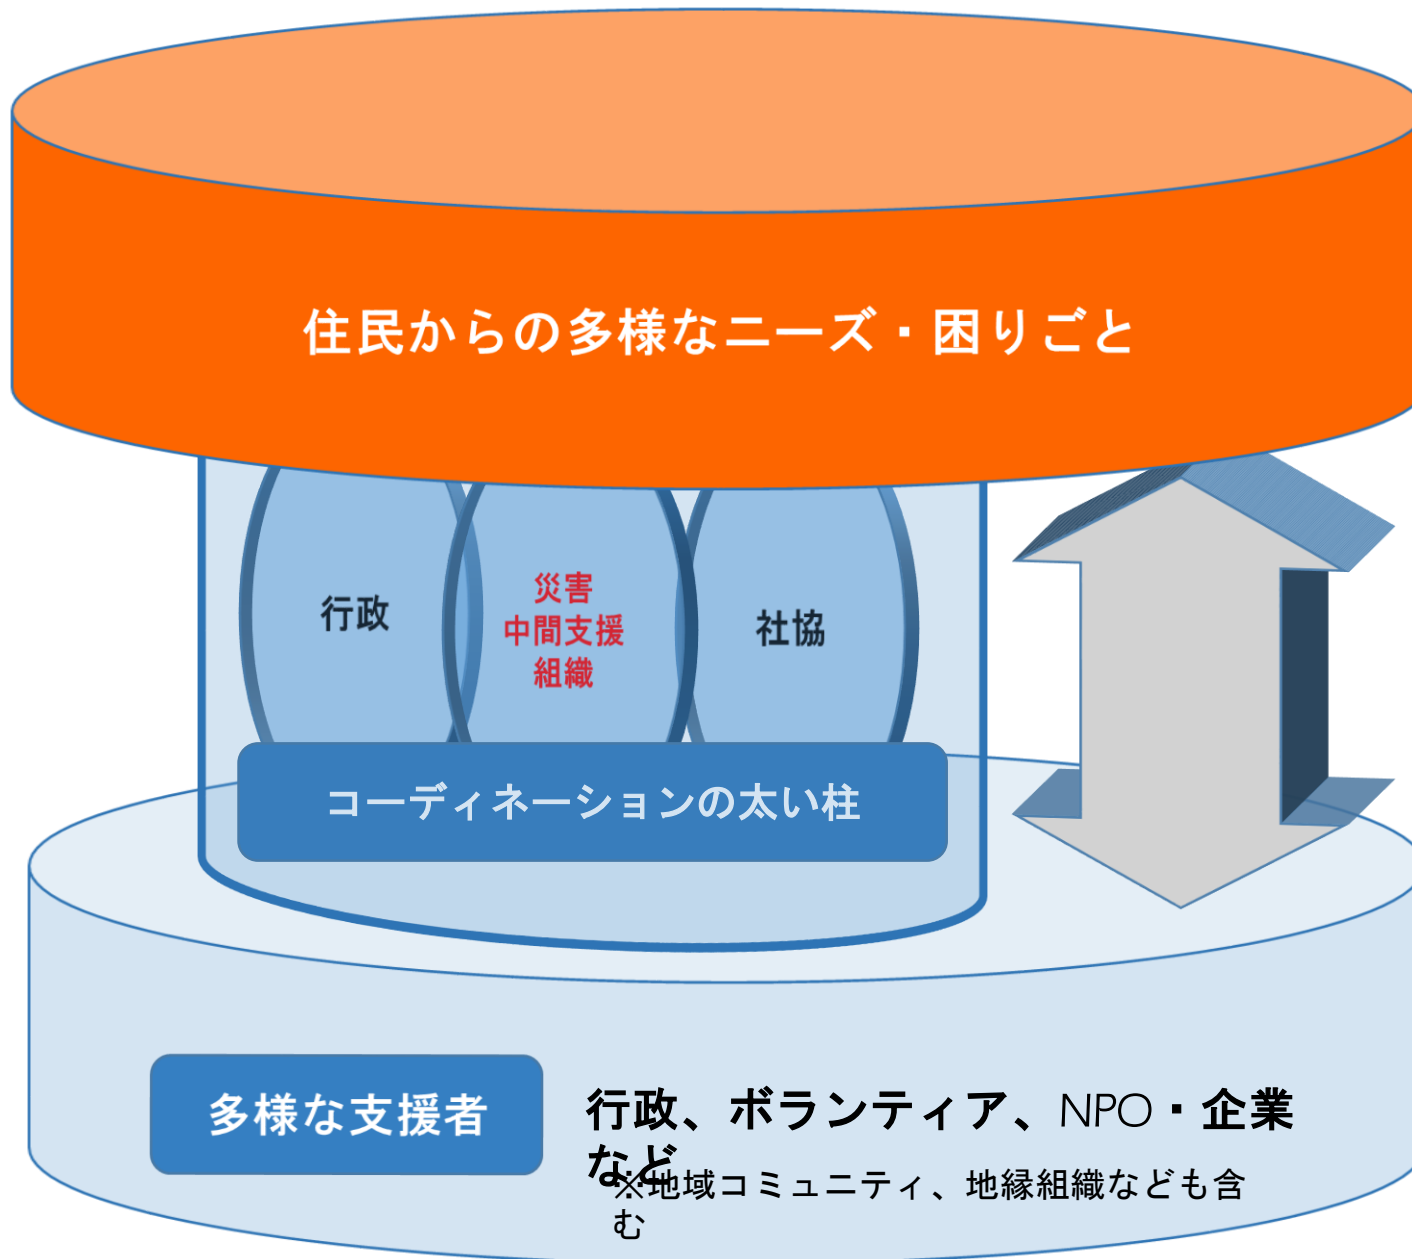 住民からの多様なニーズ・困りごと
行政
災害
中間支援
組織
社協
コーディネーションの太い柱
多様な支援者
行政、ボランティア、NPO・企業
など
※地域コミュニティ、地縁組織なども含
む